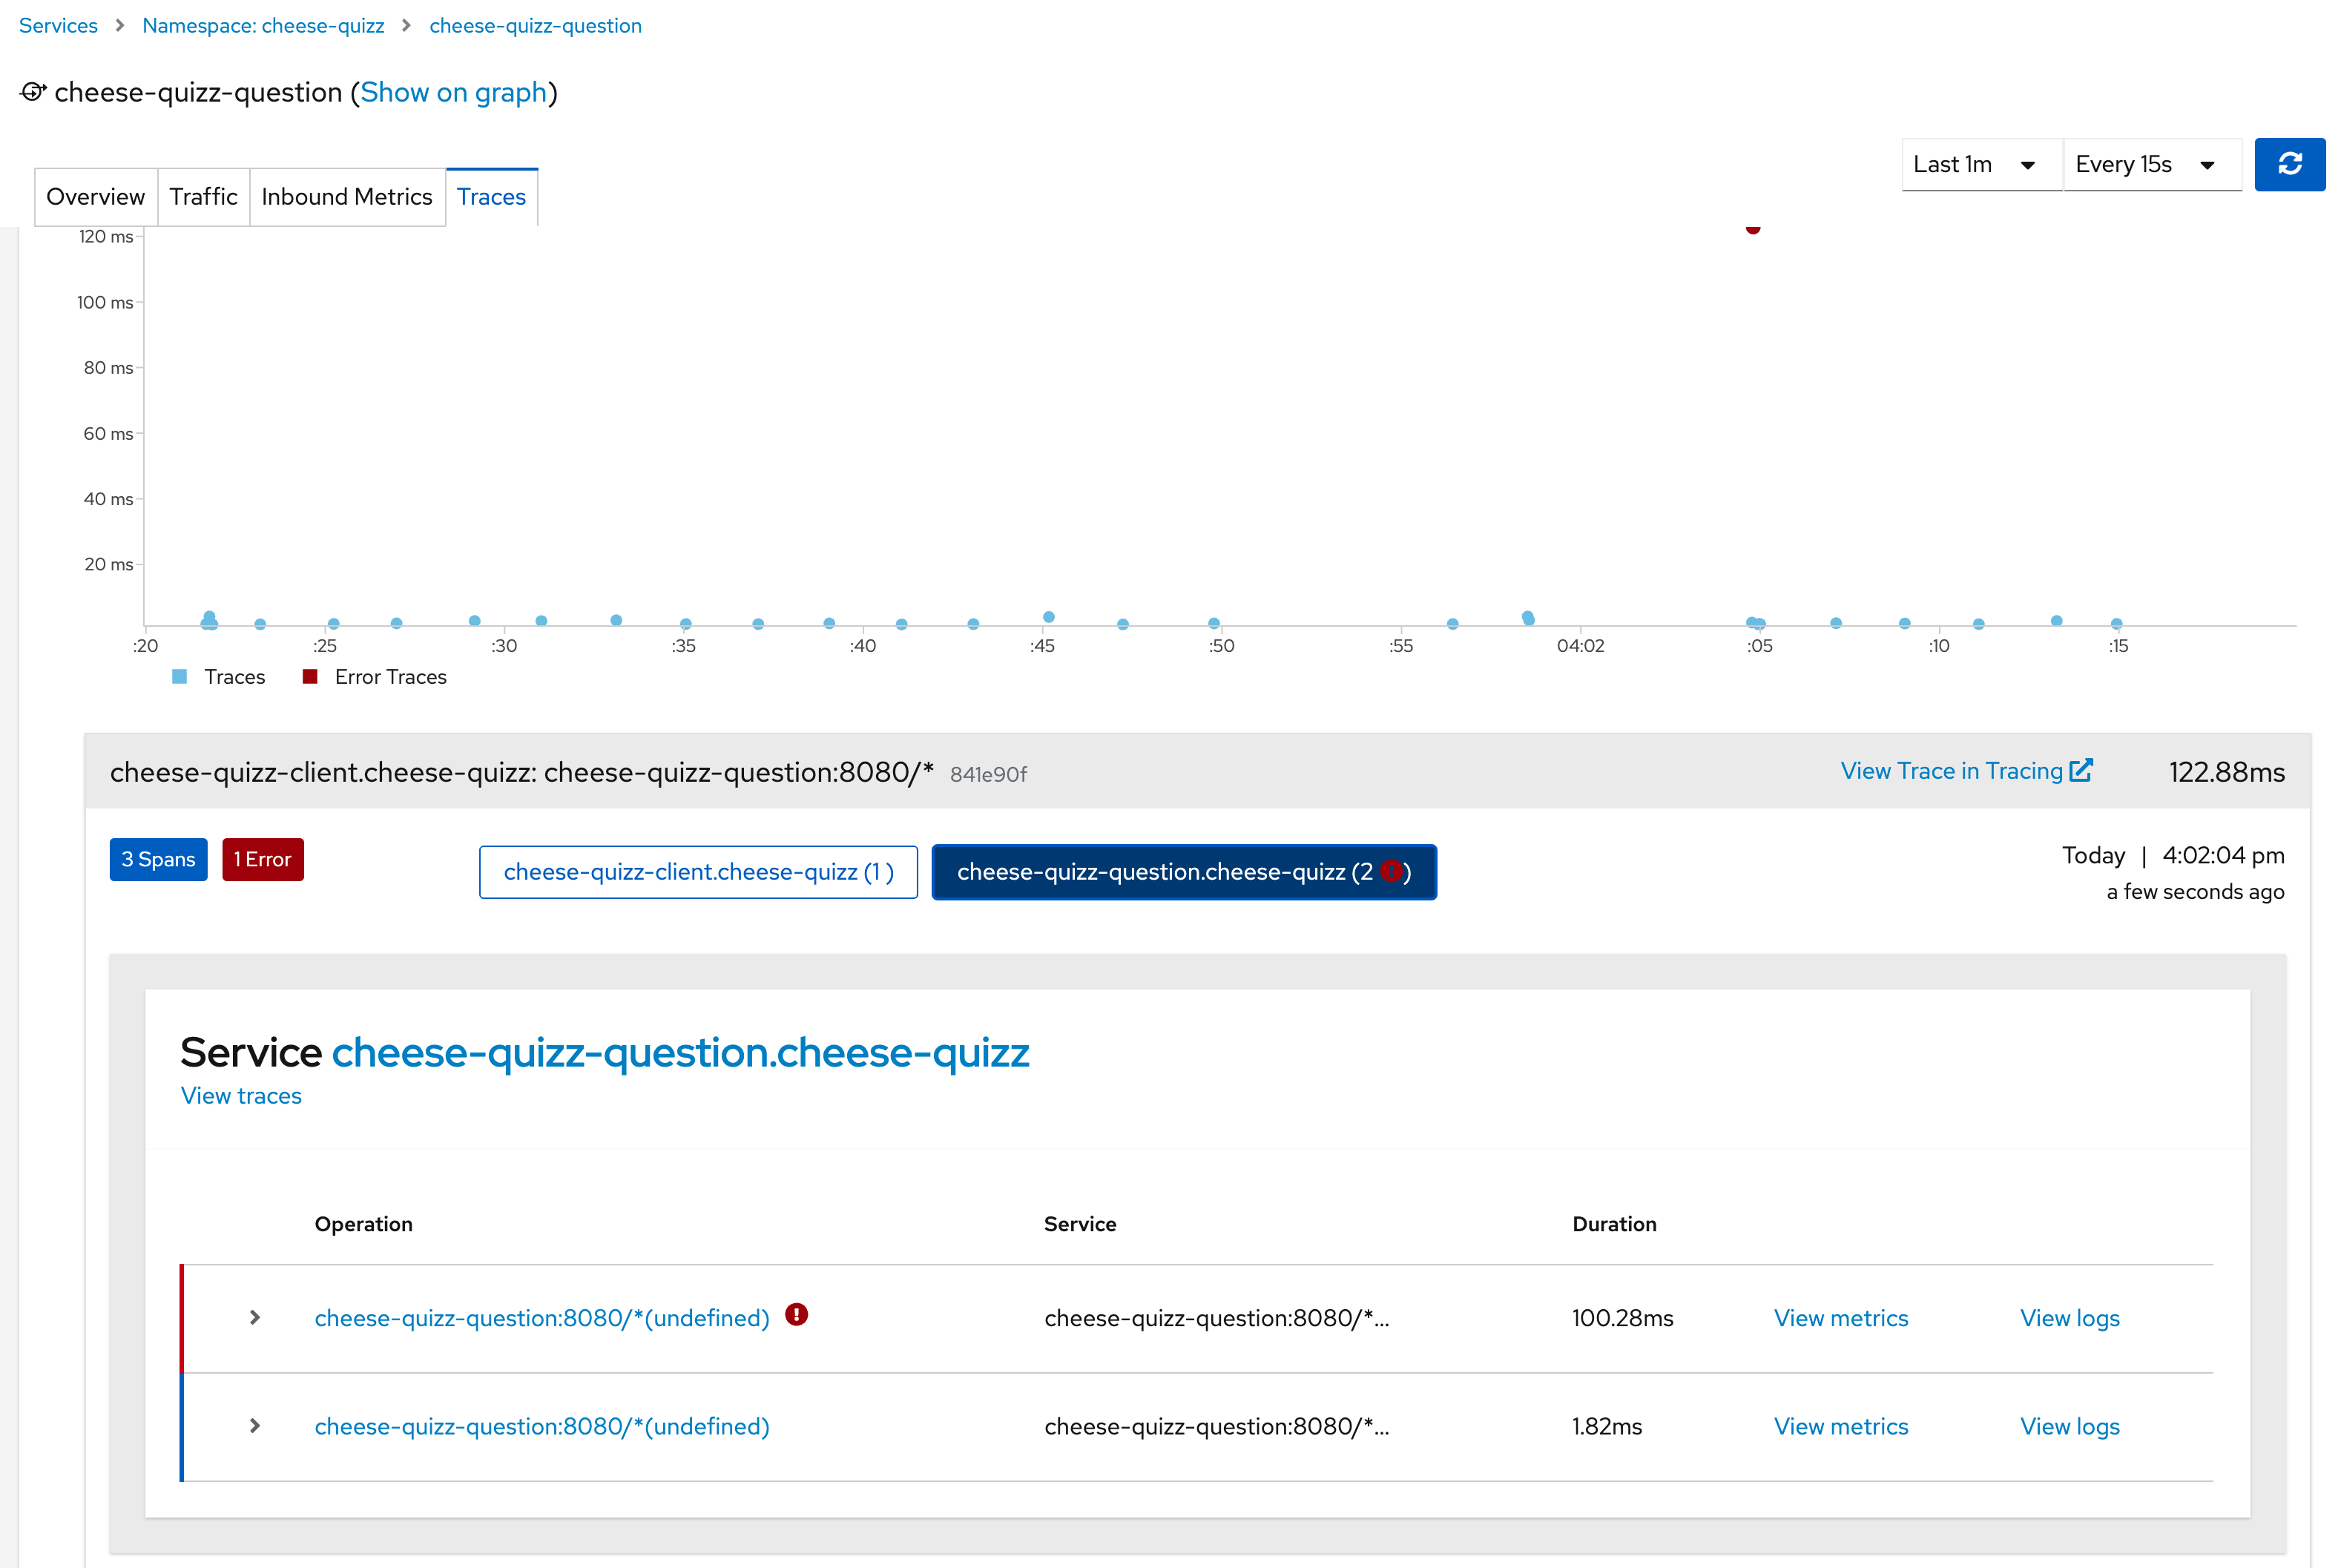 Services > Namespace: cheese-quizz > cheese-quizz-question
cheese-quizz-question (Show on graph)
Last 1m Every 15s
Overview Traffic Inbound Metrics Traces
120 ms
100 ms
80 ms
60 ms
40 ms
20 ms
:20 :25 :30 :35 :40 :45 :50 :55 04:02 :05 :10 :15
Traces Error Traces
cheese-quizz-client.cheese-quizz: cheese-quizz-question:8080/* 841e90f View Trace in Tracing 122.88ms
3 Spans 1 Error cheese-quizz-client.cheese-quizz (1 ) cheese-quizz-question.cheese-quizz (2 ) Today | 4:02:04 pm
a few seconds ago
Service cheese-quizz-question.cheese-quizz
View traces
Operation Service Duration
cheese-quizz-question:8080/*(undefined) cheese-quizz-question:8080/*... 100.28ms View metrics View logs
cheese-quizz-question:8080/*(undefined) cheese-quizz-question:8080/*... 1.82ms View metrics View logs